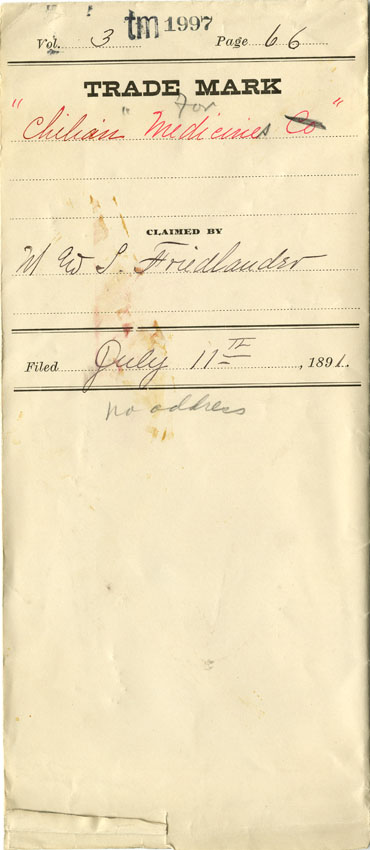 tm 1997
Vol. 3 Page 66
TRADE MARK
For
"Chilian" Medicines Co"
CLAIMED BY
M W S. Friedlander
Filed July 11TH, 1891.
no address